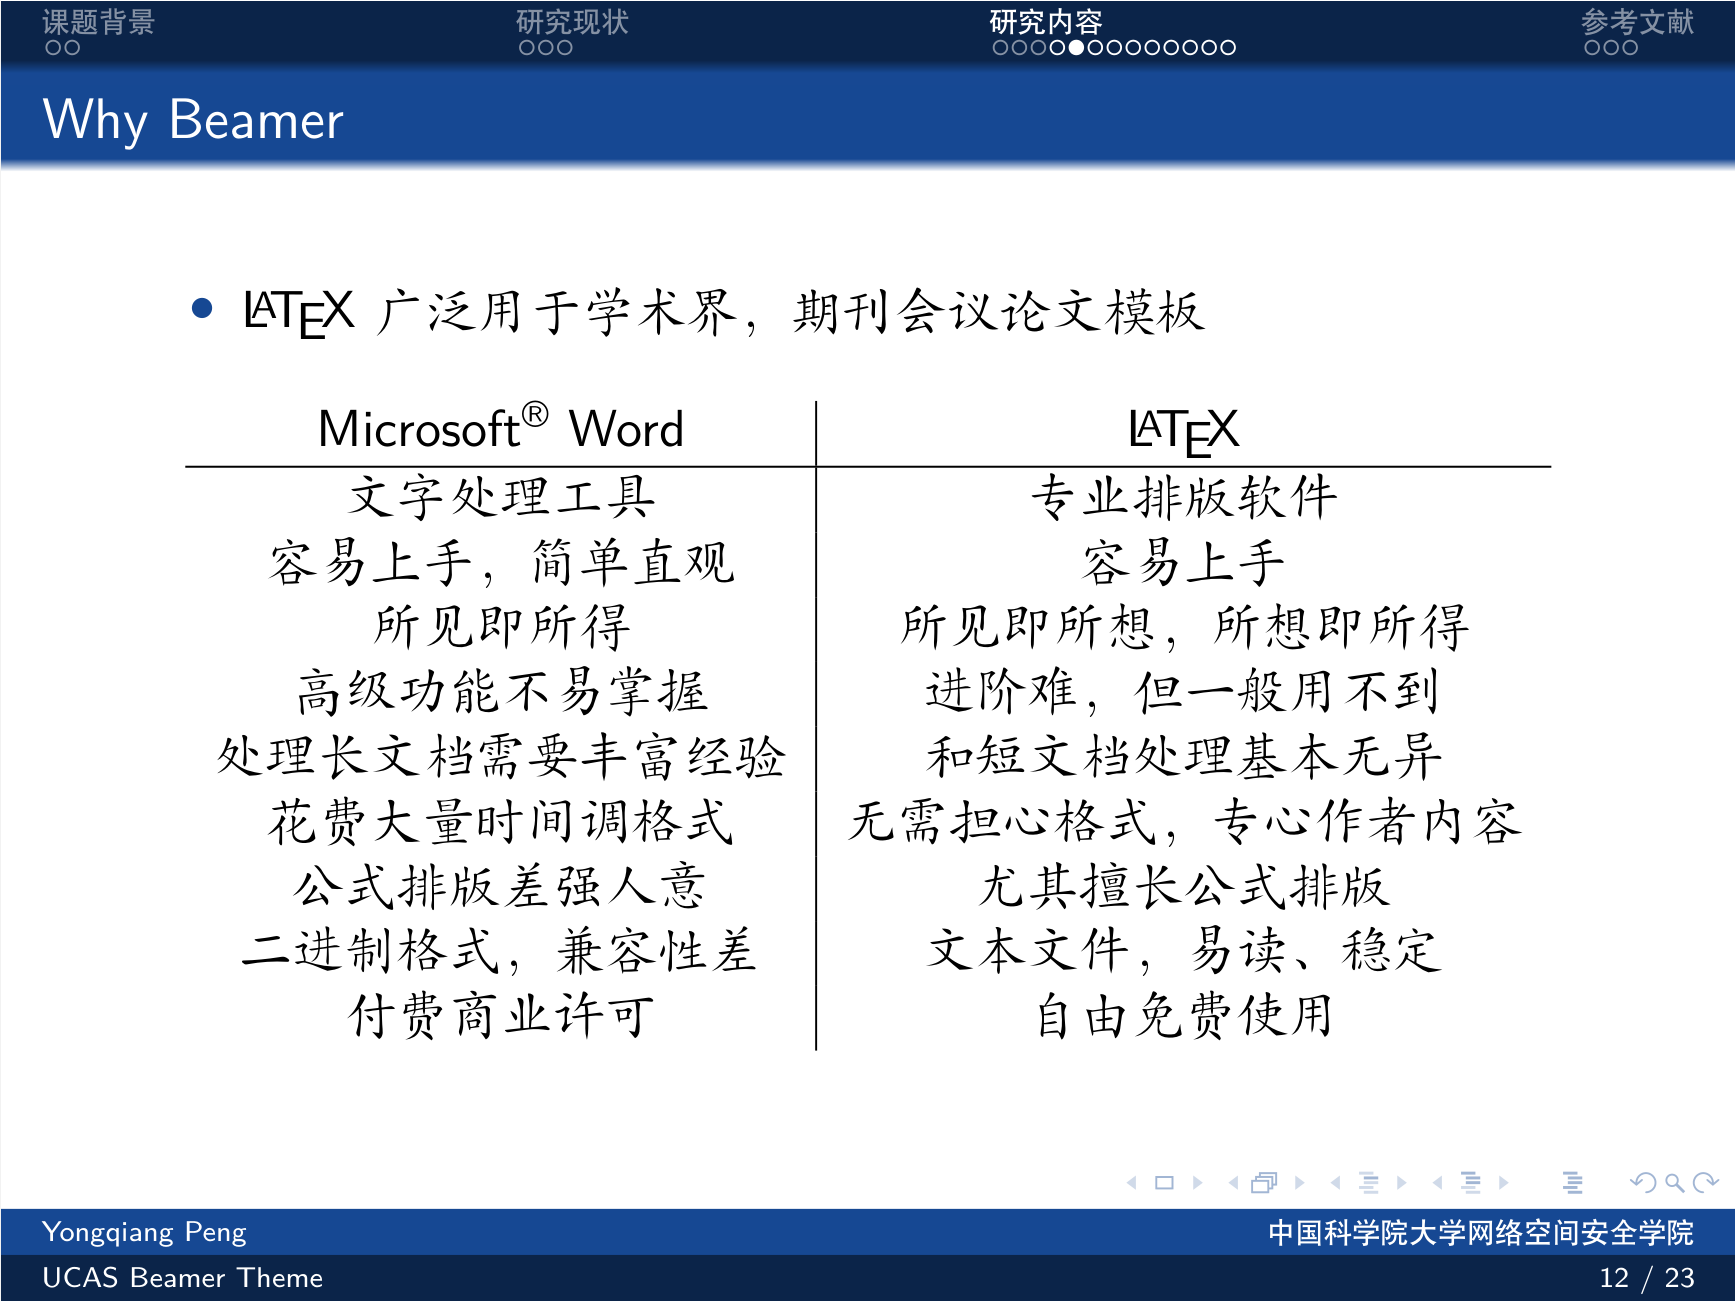 课题背景 研究现状 研究内容 参考文献
Why Beamer
• LATEX 广泛用于学术界，期刊会议论文模板
Microsoft® Word LATEX
文字处理工具 专业排版软件
容易上手，简单直观 容易上手
所见即所得 所见即所想，所想即所得
高级功能不易掌握 进阶难，但一般用不到
处理长文档需要丰富经验 和短文档处理基本无异
花费大量时间调格式 无需担心格式，专心作者内容
公式排版差强人意 尤其擅长公式排版
二进制格式，兼容性差 文本文件，易读、稳定
付费商业许可 自由免费使用
Yongqiang Peng 中国科学院大学网络空间安全学院
UCAS Beamer Theme 12 / 23